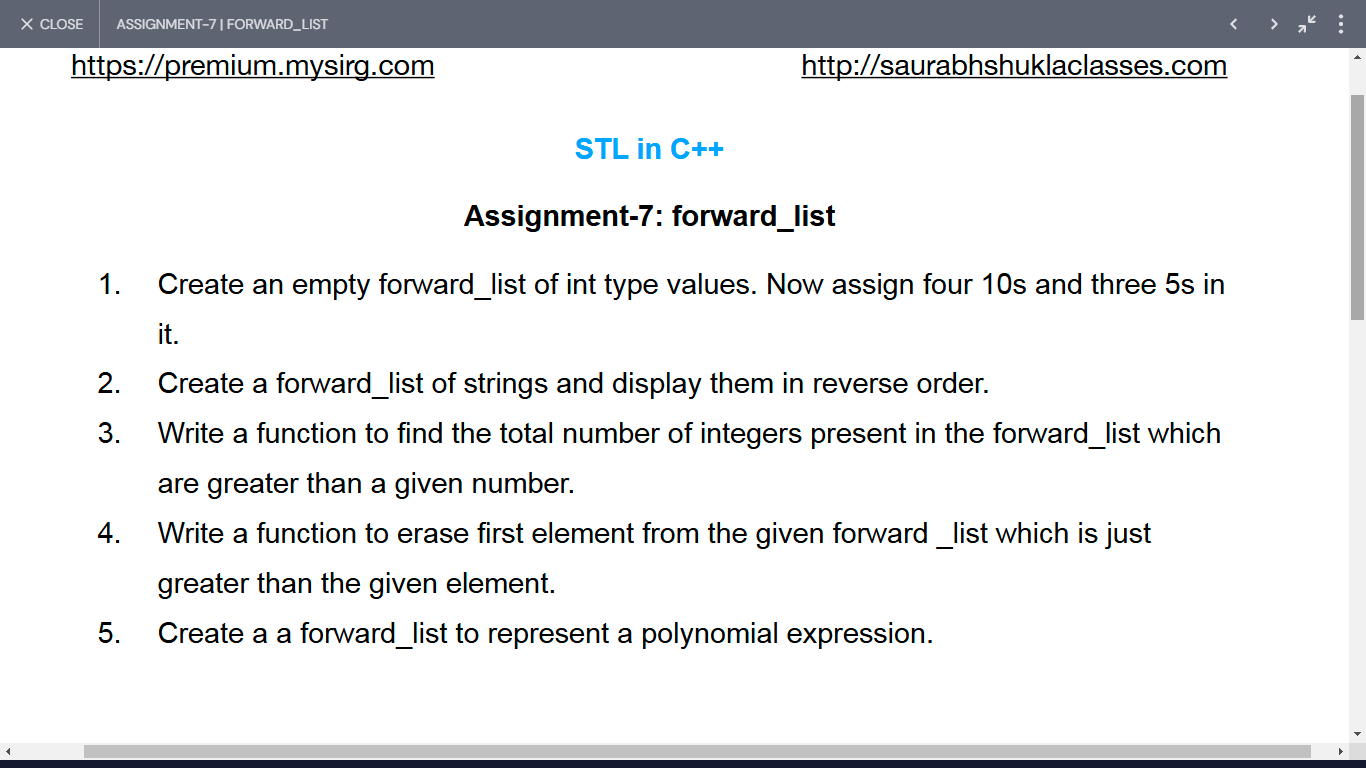 CLOSE ASSIGNMENT-7 | FORWARD_LIST
https://premium.mysirg.com http://saurabhshuklaclasses.com
STL in C++
Assignment-7: forward_list
1. Create an empty forward_list of int type values. Now assign four 10s and three 5s in
it.
2. Create a forward_list of strings and display them in reverse order.
3. Write a function to find the total number of integers present in the forward_list which
are greater than a given number.
4. Write a function to erase first element from the given forward _list which is just
greater than the given element.
5. Create a a forward_list to represent a polynomial expression.